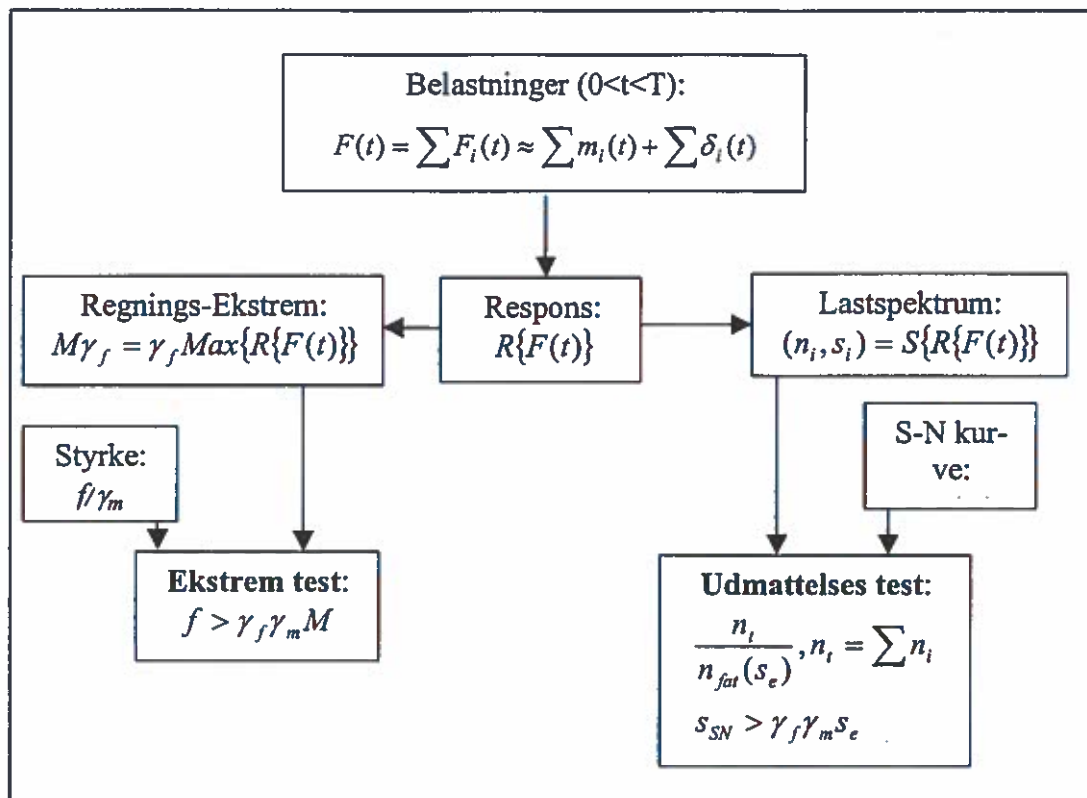 Belastninger (0<t<T):
F(t) = ∑F_i(t) ≈ ∑m_i(t) + ∑δ_i(t)
Regnings-Ekstrem:
Mγ_f = γ_f Max{R{F(t)}}
Respons:
R{F(t)}
Lastspektrum:
(n_i, s_i) = S{R{F(t)}}
Styrke:
f/γ_m
S-N kur-
ve:
Ekstrem test:
f > γ_f γ_m M
Udmattelses test:
n_t / n_fat(s_e), n_t = ∑n_i
s_SN > γ_f γ_m s_e